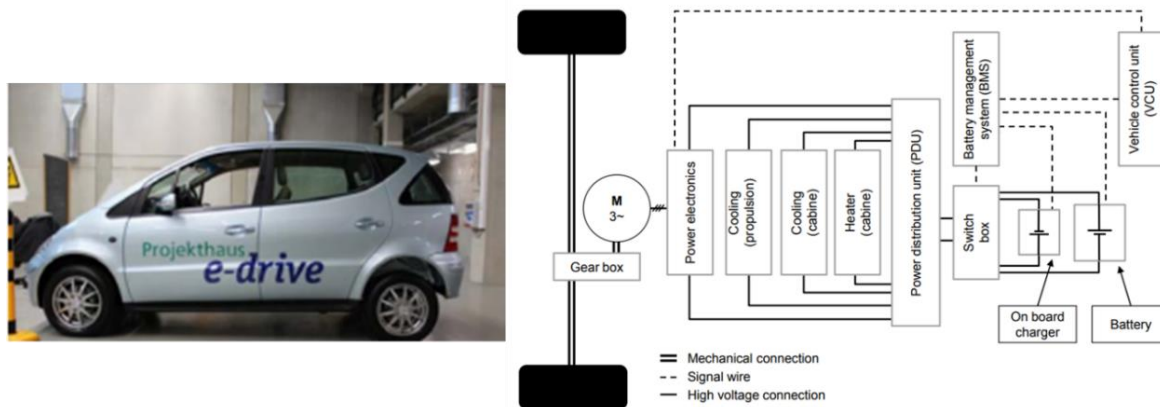 Projekthaus
e-drive
M
3~
Gear box
Power electronics
Cooling
(propulsion)
Cooling
(cabine)
Heater
(cabine)
Power distribution unit (PDU)
Battery management
system (BMS)
Vehicle control unit
(VCU)
Switch
box
On board
charger
Battery
Mechanical connection
Signal wire
High voltage connection